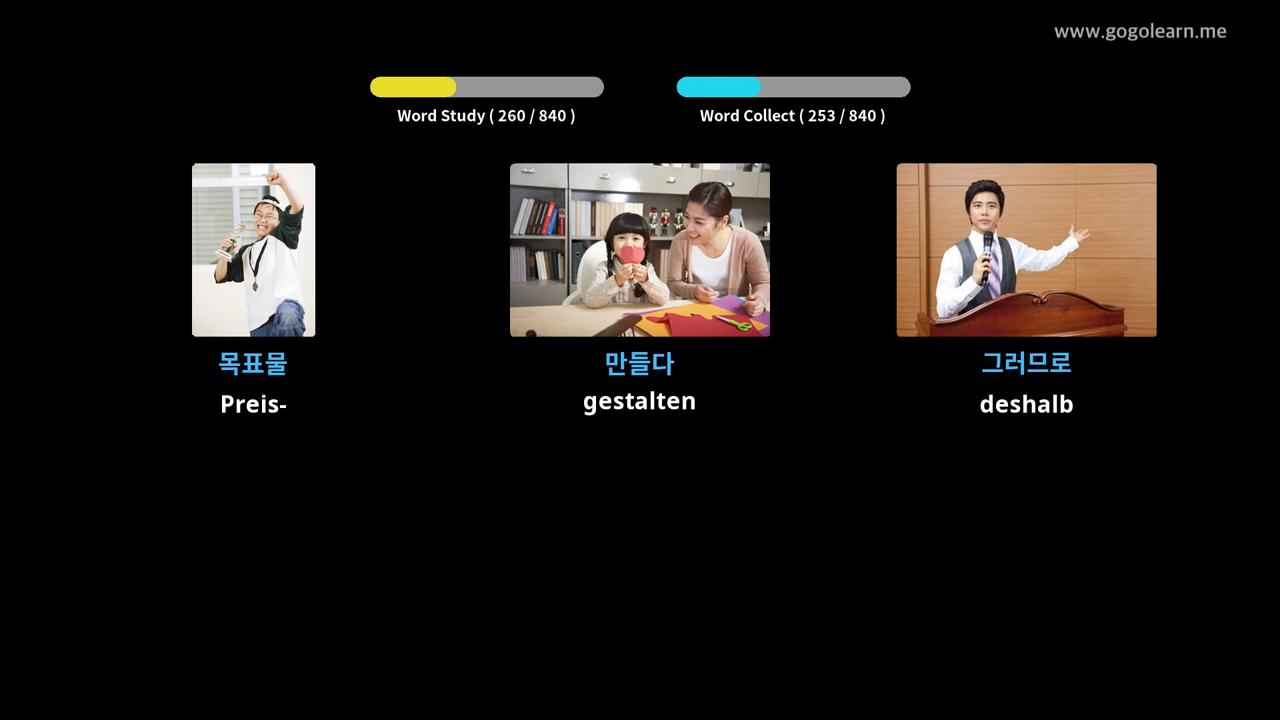 www.gogolearn.me
Word Study ( 260 / 840 )
Word Collect ( 253 / 840 )
목표물
만들다
그러므로
Preis-
gestalten
deshalb